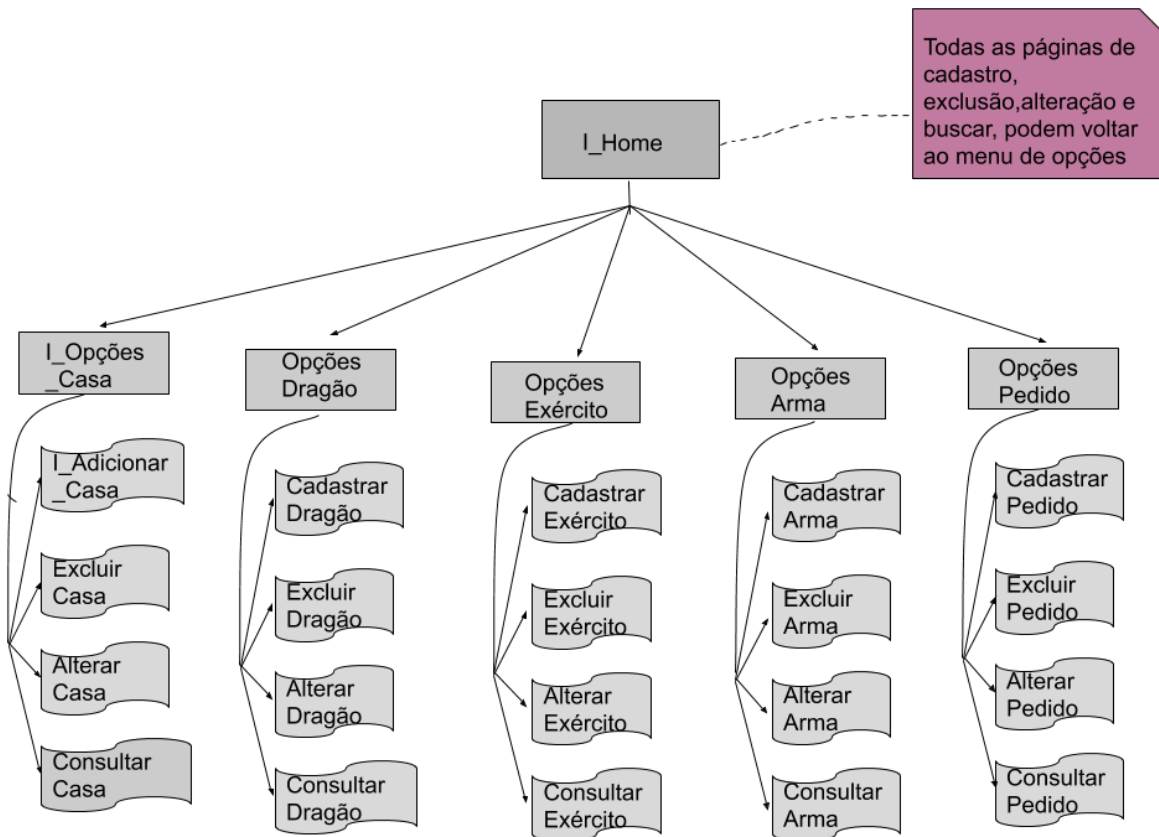 Todas as páginas de
cadastro,
exclusão,alteração e
buscar, podem voltar
ao menu de opções
I_Home
I_Opções
_Casa
Opções
Dragão
Opções
Exército
Opções
Arma
Opções
Pedido
I_Adicionar
_Casa
Excluir
Casa
Alterar
Casa
Consultar
Casa
Cadastrar
Dragão
Excluir
Dragão
Alterar
Dragão
Consultar
Dragão
Cadastrar
Exército
Excluir
Exército
Alterar
Exército
Consultar
Exército
Cadastrar
Arma
Excluir
Arma
Alterar
Arma
Consultar
Arma
Cadastrar
Pedido
Excluir
Pedido
Alterar
Pedido
Consultar
Pedido